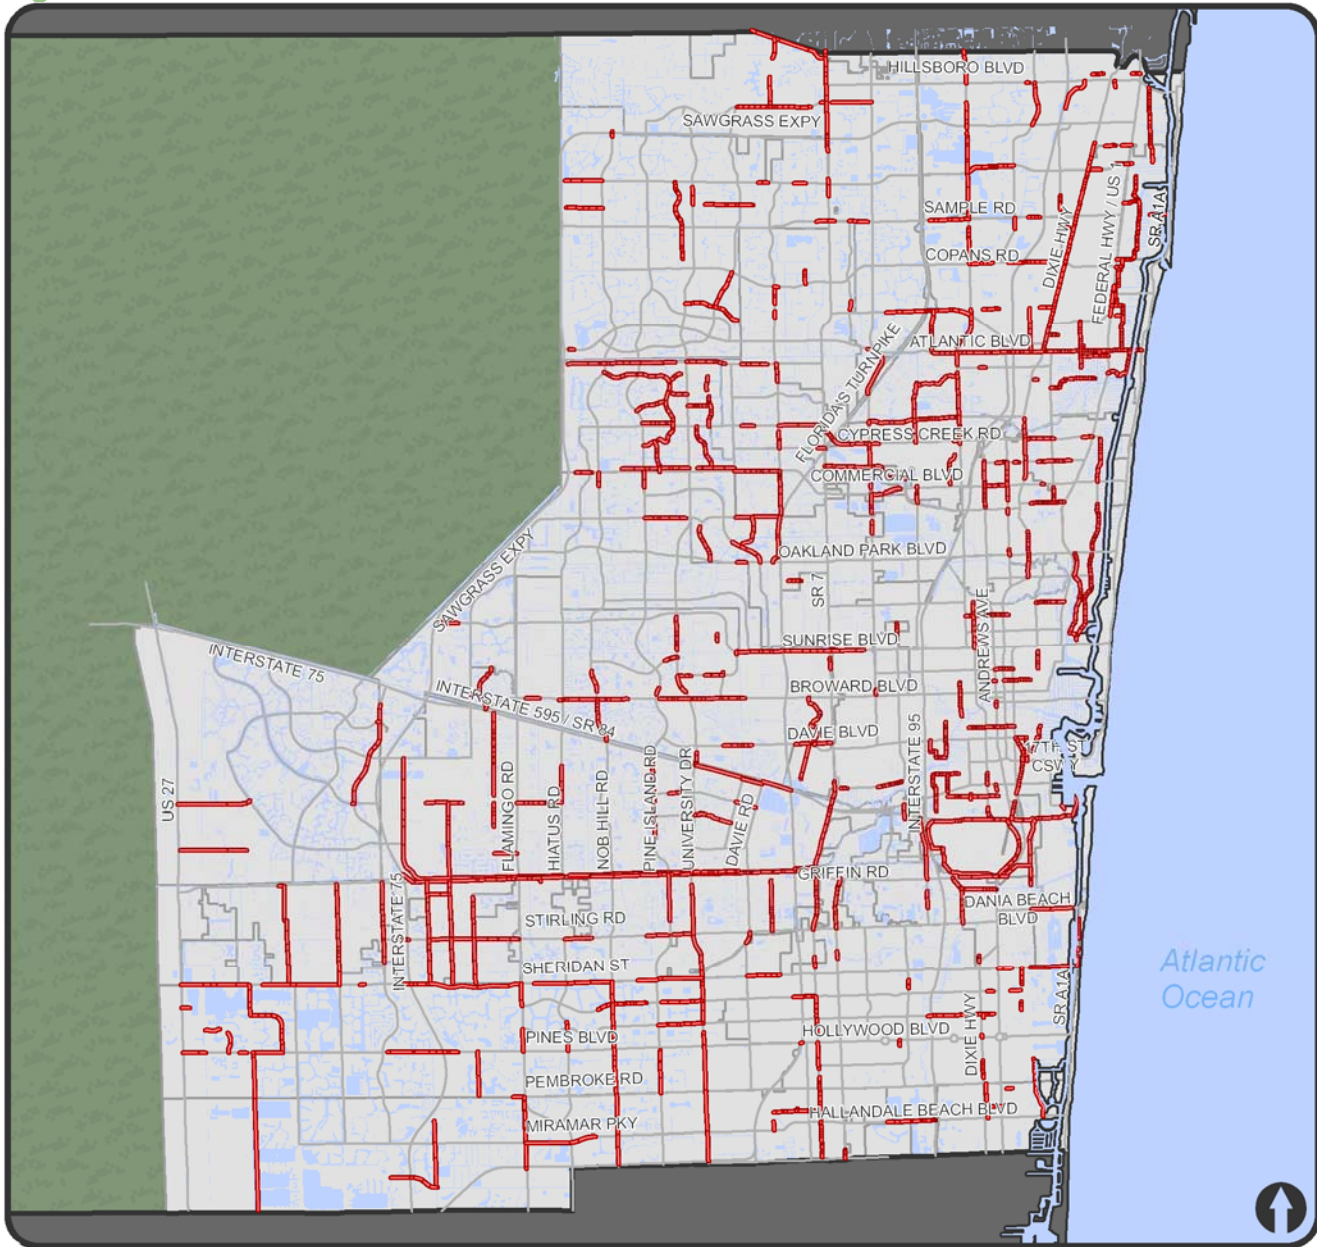 HILLSBORO BLVD
SAWGRASS EXPY
SAMPLE RD
SR A1A
FEDERAL HWY / US 1
DIXIE HWY
COPANS RD
ATLANTIC BLVD
FLORIDA'S TURNPIKE
CYPRESS CREEK RD
COMMERCIAL BLVD
OAKLAND PARK BLVD
SR 7
SAWGRASS EXPY
ANDREWS AVE
SUNRISE BLVD
INTERSTATE 75
INTERSTATE 595 / SR 84
BROWARD BLVD
DAVIE BLVD
INTERSTATE 95
17TH ST
CSWY
US 27
FLAMINGO RD
HIATUS RD
NOB HILL RD
PINE ISLAND RD
UNIVERSITY DR
DAVIE RD
GRIFFIN RD
INTERSTATE 75
DANIA BEACH
BLVD
STIRLING RD
SHERIDAN ST
Atlantic
Ocean
SR A1A
DIXIE HWY
HOLLYWOOD BLVD
PINES BLVD
PEMBROKE RD
HALLANDALE BEACH BLVD
MIRAMAR PKY